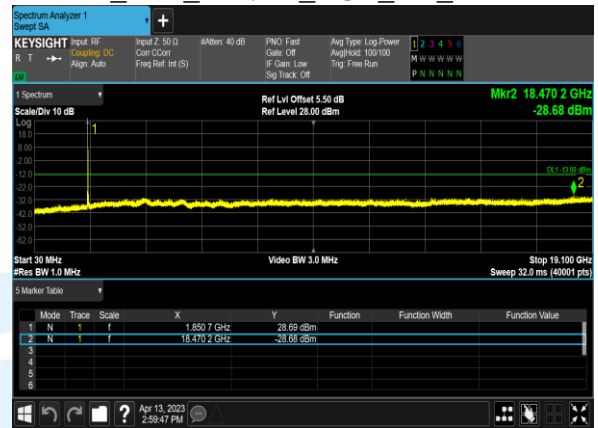 Spectrum Analyzer 1
Swept SA
+
KEYSIGHT Input: RF Input Z: 50 Ω #Atten: 40 dB PNO: Fast Avg Type: Log-Power 1 2 3 4 5 6
R T Coupling: DC Corr CCorr Gate: Off Avg|Hold: 100/100 M W W W W W
Align: Auto Freq Ref: Int (S) IF Gain: Low Trig: Free Run
LV Sig Track: Off P N N N N N
1 Spectrum Ref Lvl Offset 5.50 dB Mkr2 18.470 2 GHz
Scale/Div 10 dB Ref Level 28.00 dBm -28.68 dBm
Log
1
18.0
8.00
-2.00
-12.0 DL1 -13.00 dBm
-22.0 2
-32.0
-42.0
-52.0
-62.0
Start 30 MHz Video BW 3.0 MHz Stop 19.100 GHz
#Res BW 1.0 MHz Sweep 32.0 ms (40001 pts)
5 Marker Table
Mode Trace Scale X Y Function Function Width Function Value
1 N 1 f 1.850 7 GHz 28.69 dBm
2 N 1 f 18.470 2 GHz -28.68 dBm
3
4
5
6
? Apr 13, 2023
2:59:47 PM